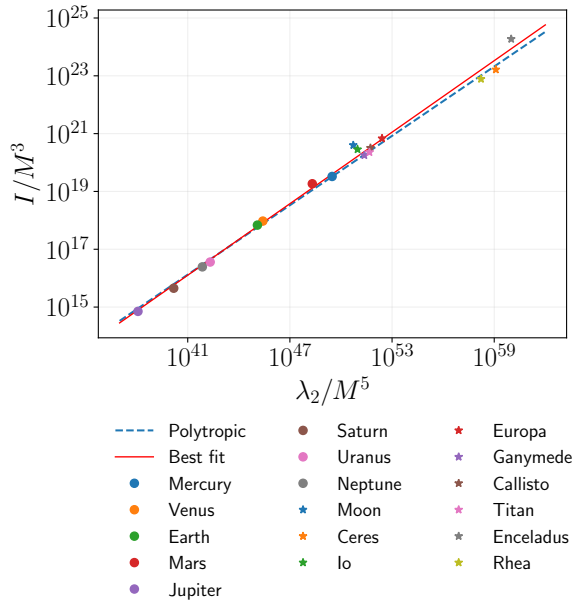 10^25
10^23
10^21
10^19
10^17
10^15
I/M^3
10^41 10^47 10^53 10^59
λ_2/M^5
Polytropic Saturn Europa
Best fit Uranus Ganymede
Mercury Neptune Callisto
Venus Moon Titan
Earth Ceres Enceladus
Mars Io Rhea
Jupiter